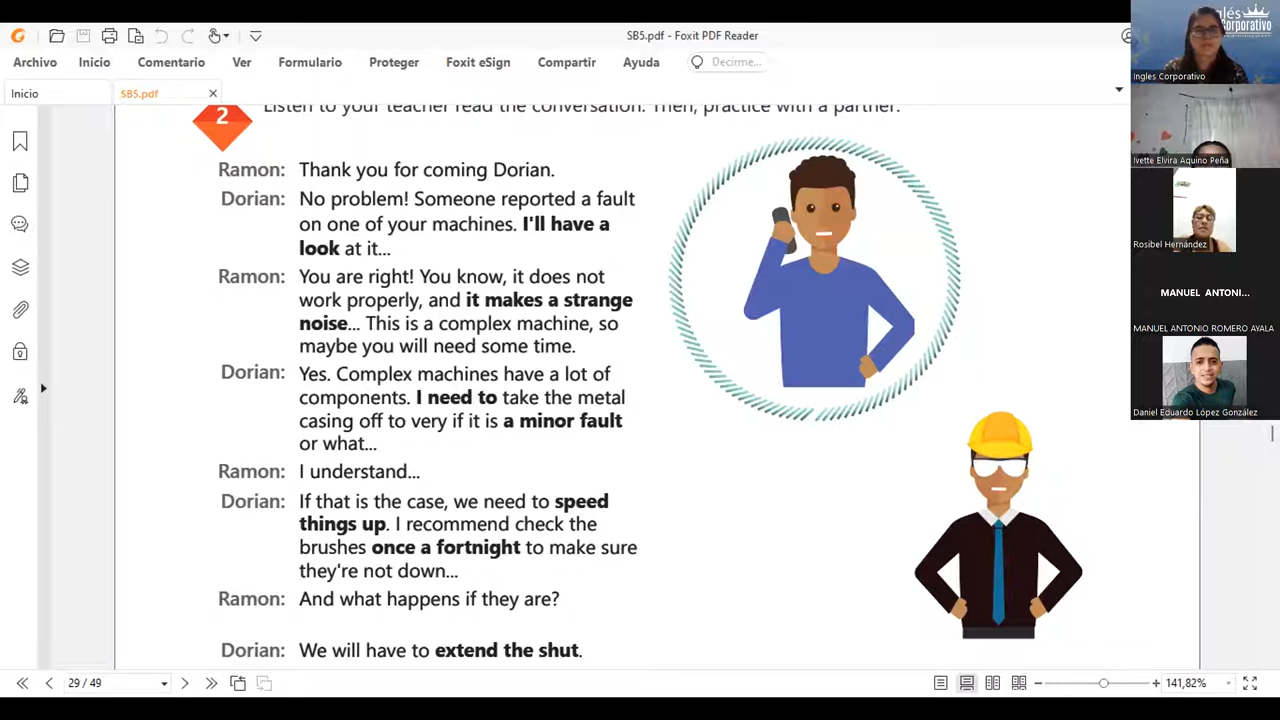 SB5.pdf - Foxit PDF Reader
Archivo Inicio Comentario Ver Formulario Proteger Foxit eSign Compartir Ayuda Decirme...
Inicio SB5.pdf
2 Listen to your teacher read the conversation. Then, practice with a partner.
Ramon: Thank you for coming Dorian.
Dorian: No problem! Someone reported a fault
on one of your machines. I'll have a
look at it...
Ramon: You are right! You know, it does not
work properly, and it makes a strange
noise... This is a complex machine, so
maybe you will need some time.
Dorian: Yes. Complex machines have a lot of
components. I need to take the metal
casing off to very if it is a minor fault
or what...
Ramon: I understand...
Dorian: If that is the case, we need to speed
things up. I recommend check the
brushes once a fortnight to make sure
they're not down...
Ramon: And what happens if they are?
Dorian: We will have to extend the shut.
29 / 49
141,82%
Corporativo
Ingles Corporativo
Ivette Elvira Aquino Peña
Rosibel Hernández
MANUEL ANTONI...
MANUEL ANTONIO ROMERO AYALA
Daniel Eduardo López González